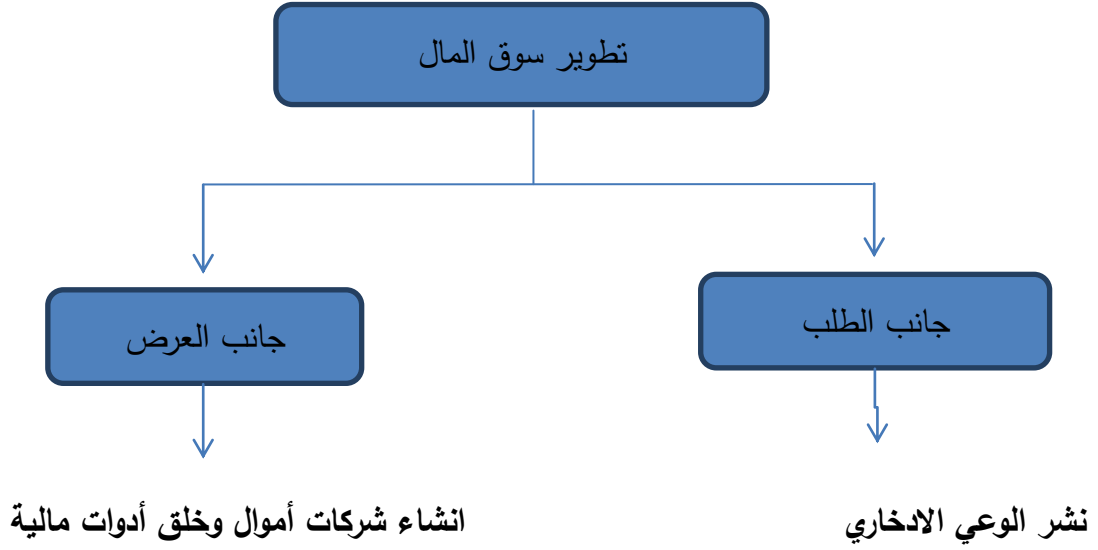 تطوير سوق المال
جانب الطلب
جانب العرض
نشر الوعي الادخاري
انشاء شركات أموال وخلق أدوات مالية